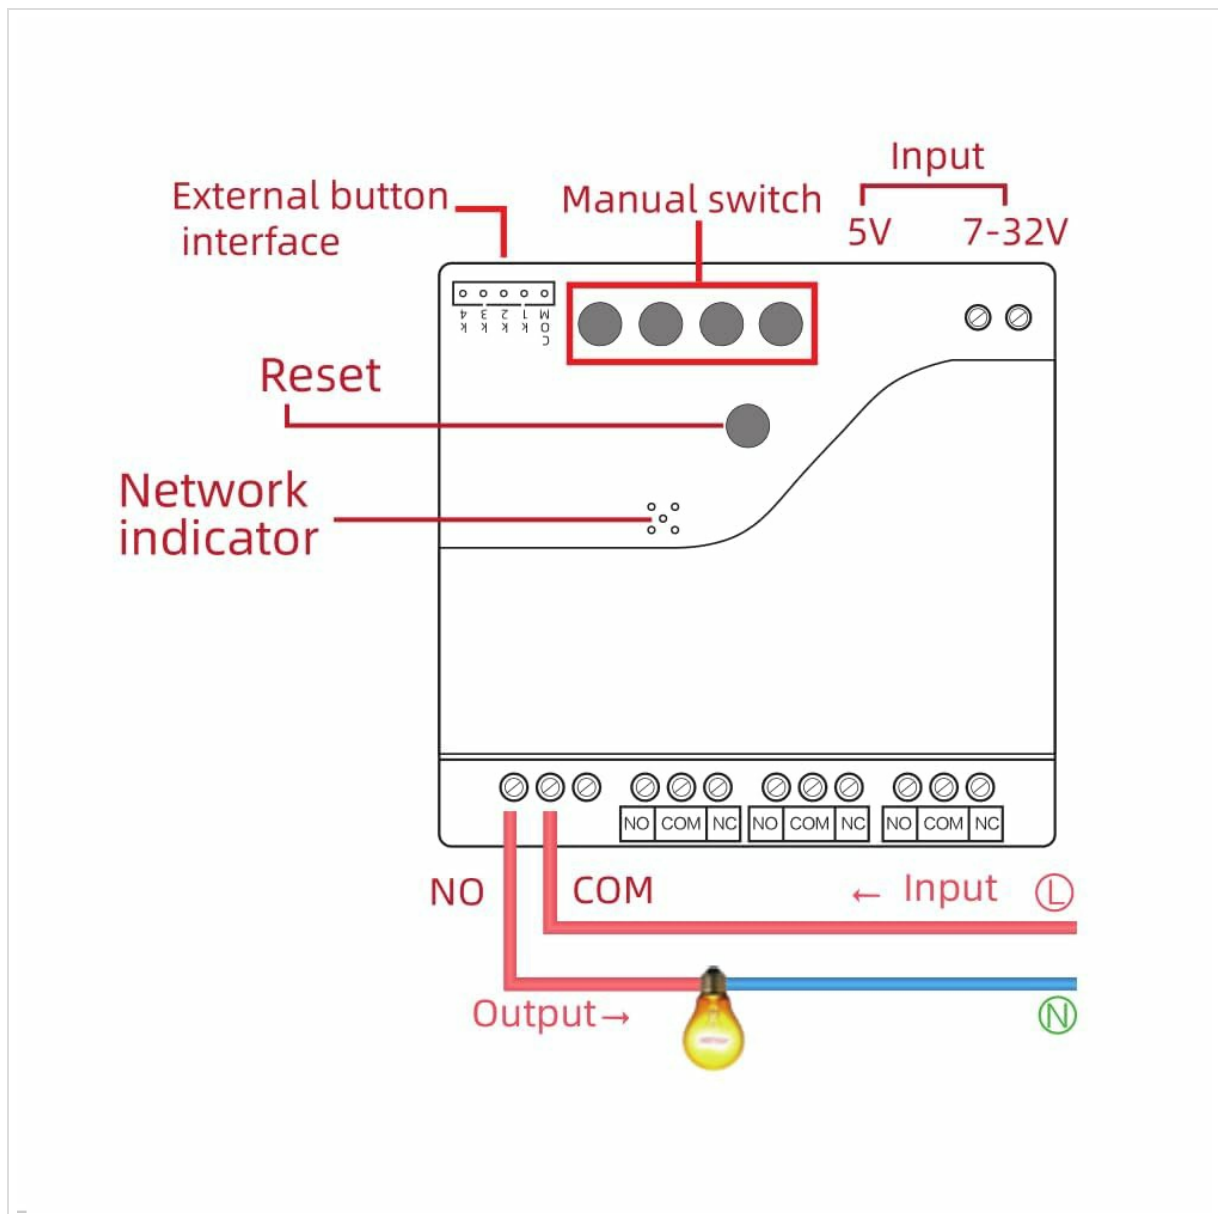 Input
External button
interface
Manual switch
5V 7-32V
k4 k3 k2 k1 COM
Reset
Network
indicator
NO COM NC NO COM NC NO COM NC
NO COM ← Input L
Output→ N